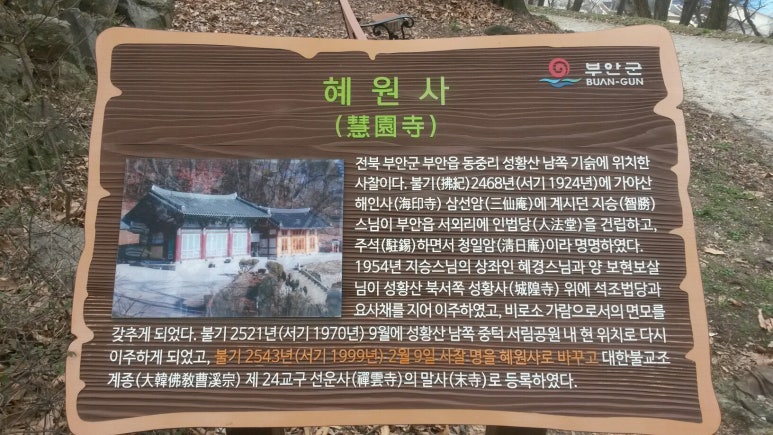 부안군
BUAN-GUN
혜원사
(慧園寺)
전북 부안군 부안읍 동중리 성황산 남쪽 기슭에 위치한
사찰이다. 불기(拂紀)2468년(서기 1924년)에 가야산
해인사(海印寺) 삼선암(三仙庵)에 계시던 지승(智勝)
스님이 부안읍 서외리에 인법당(人法堂)을 건립하고,
주석(駐錫)하면서 청일암(淸日庵)이라 명명하였다.
1954년 지승스님의 상좌인 혜경스님과 양 보현보살
님이 성황산 북서쪽 성황사(城隍寺) 위에 석조법당과
요사채를 지어 이주하였고, 비로소 가람으로서의 면모를
갖추게 되었다. 불기 2521년(서기 1970년) 9월에 성황산 남쪽 중턱 서림공원 내 현 위치로 다시
이주하게 되었고, 불기 2543년(서기 1999년) 2월 9일 사찰 명을 혜원사로 바꾸고 대한불교조
계종(大韓佛敎曹溪宗) 제 24교구 선운사(禪雲寺)의 말사(末寺)로 등록하였다.